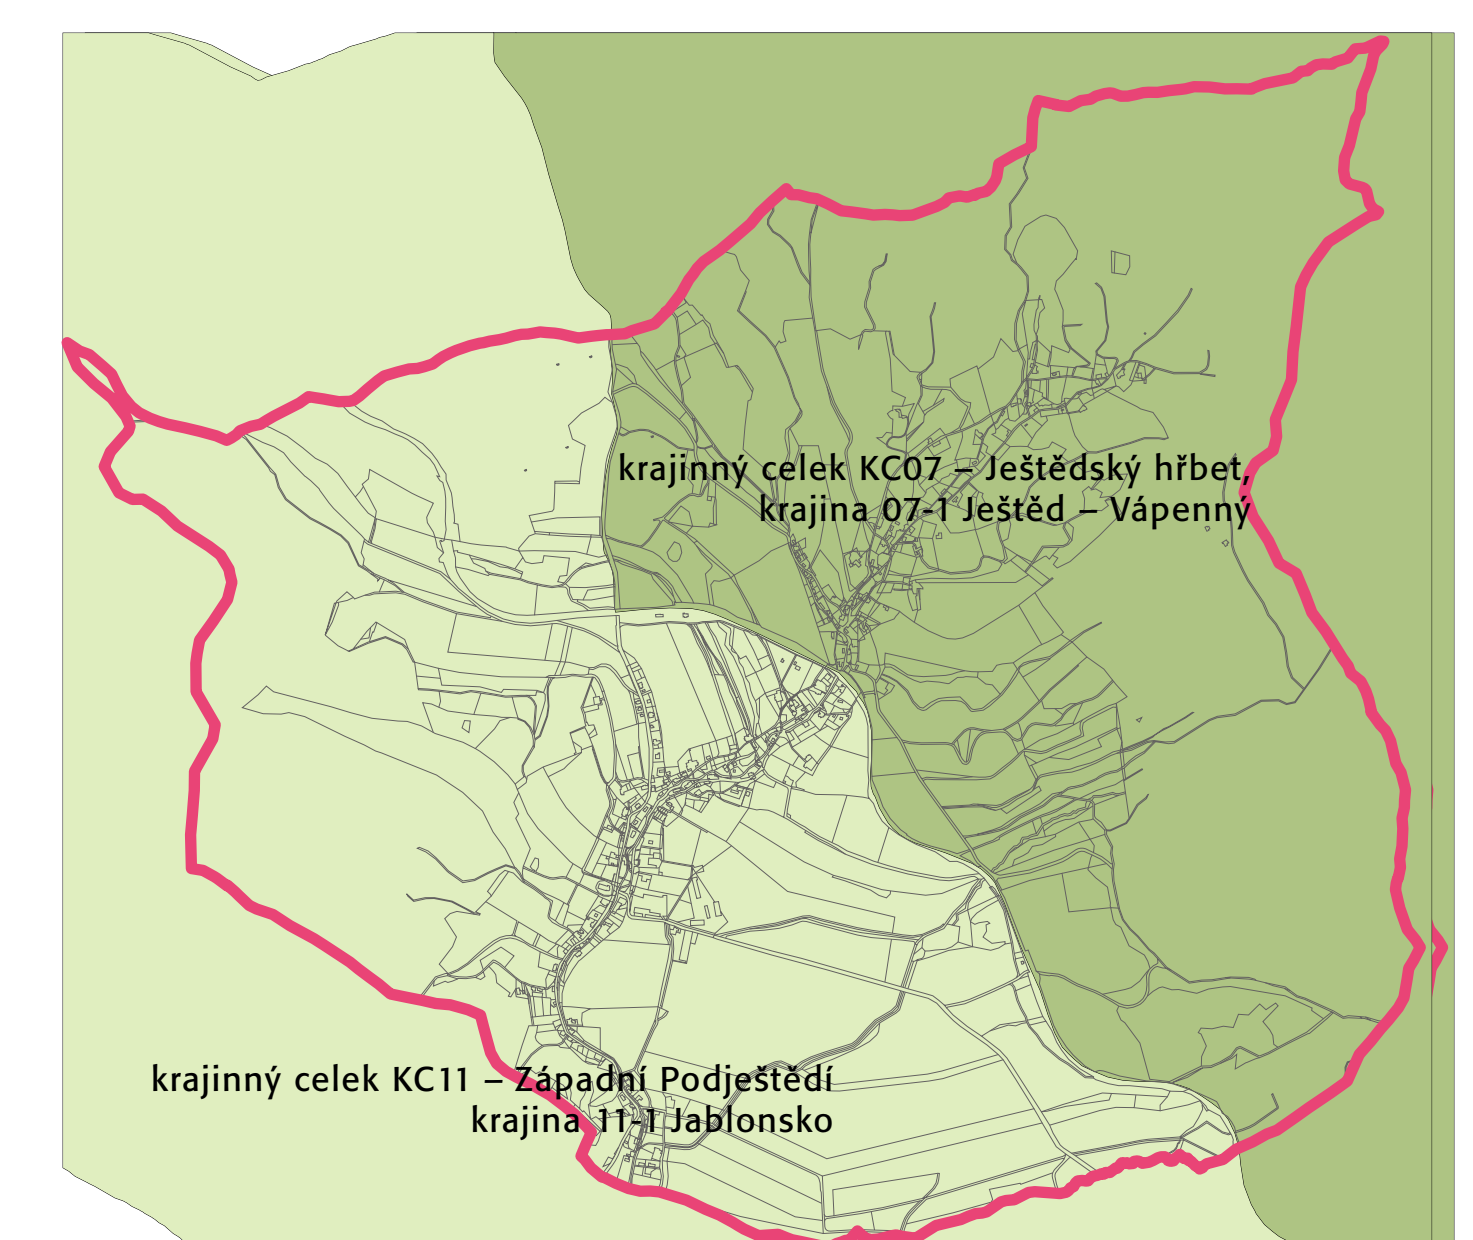 krajinný celek KC07 – Ještědský hřbet,
krajina 07-1 Ještěd – Vápenný
krajinný celek KC11 – Západní Podještědí
krajina 11-1 Jablonsko